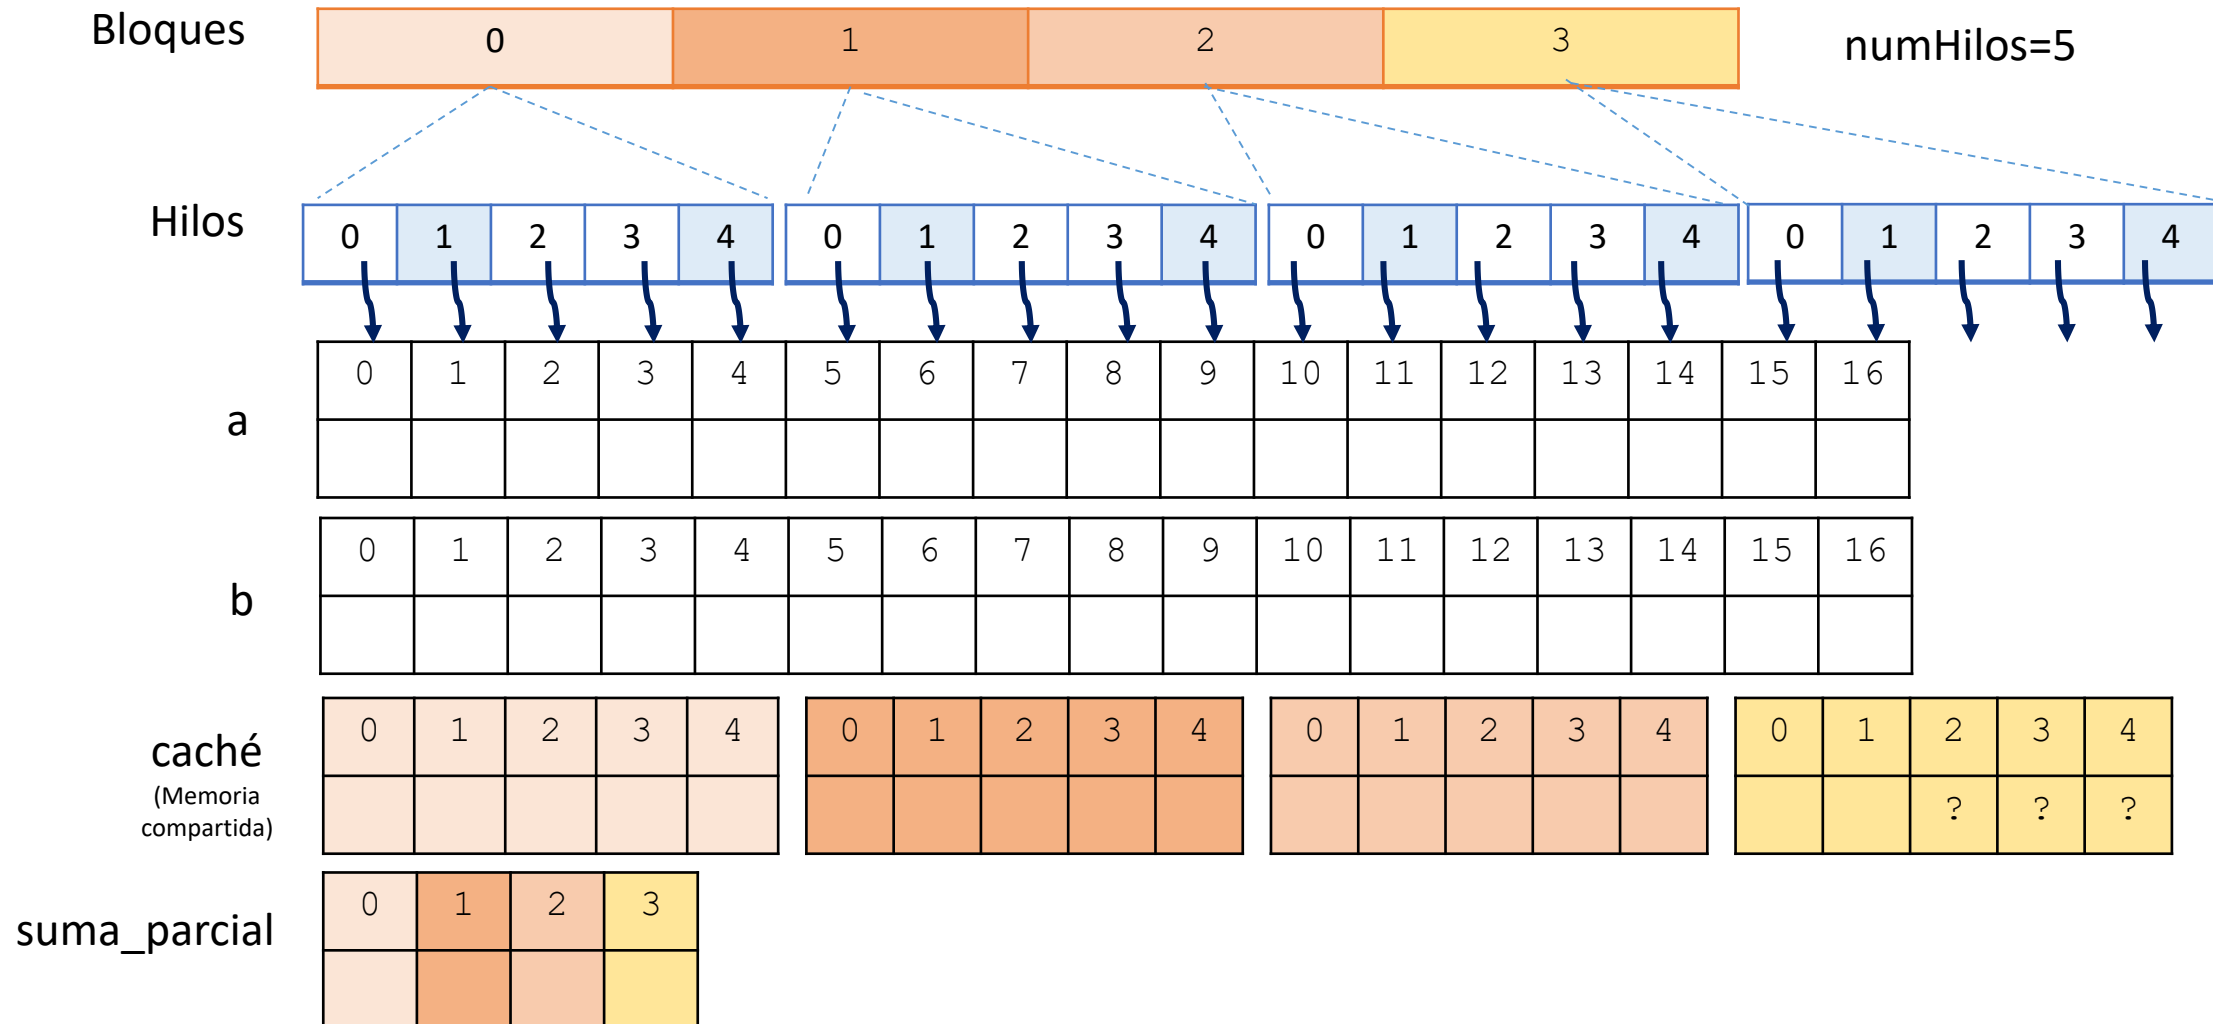 Bloques 0 1 2 3 numHilos=5
Hilos 0 1 2 3 4 0 1 2 3 4 0 1 2 3 4 0 1 2 3 4
0 1 2 3 4 5 6 7 8 9 10 11 12 13 14 15 16
a
0 1 2 3 4 5 6 7 8 9 10 11 12 13 14 15 16
b
0 1 2 3 4 0 1 2 3 4 0 1 2 3 4 0 1 2 3 4
caché
(Memoria
compartida)
? ? ?
0 1 2 3
suma_parcial